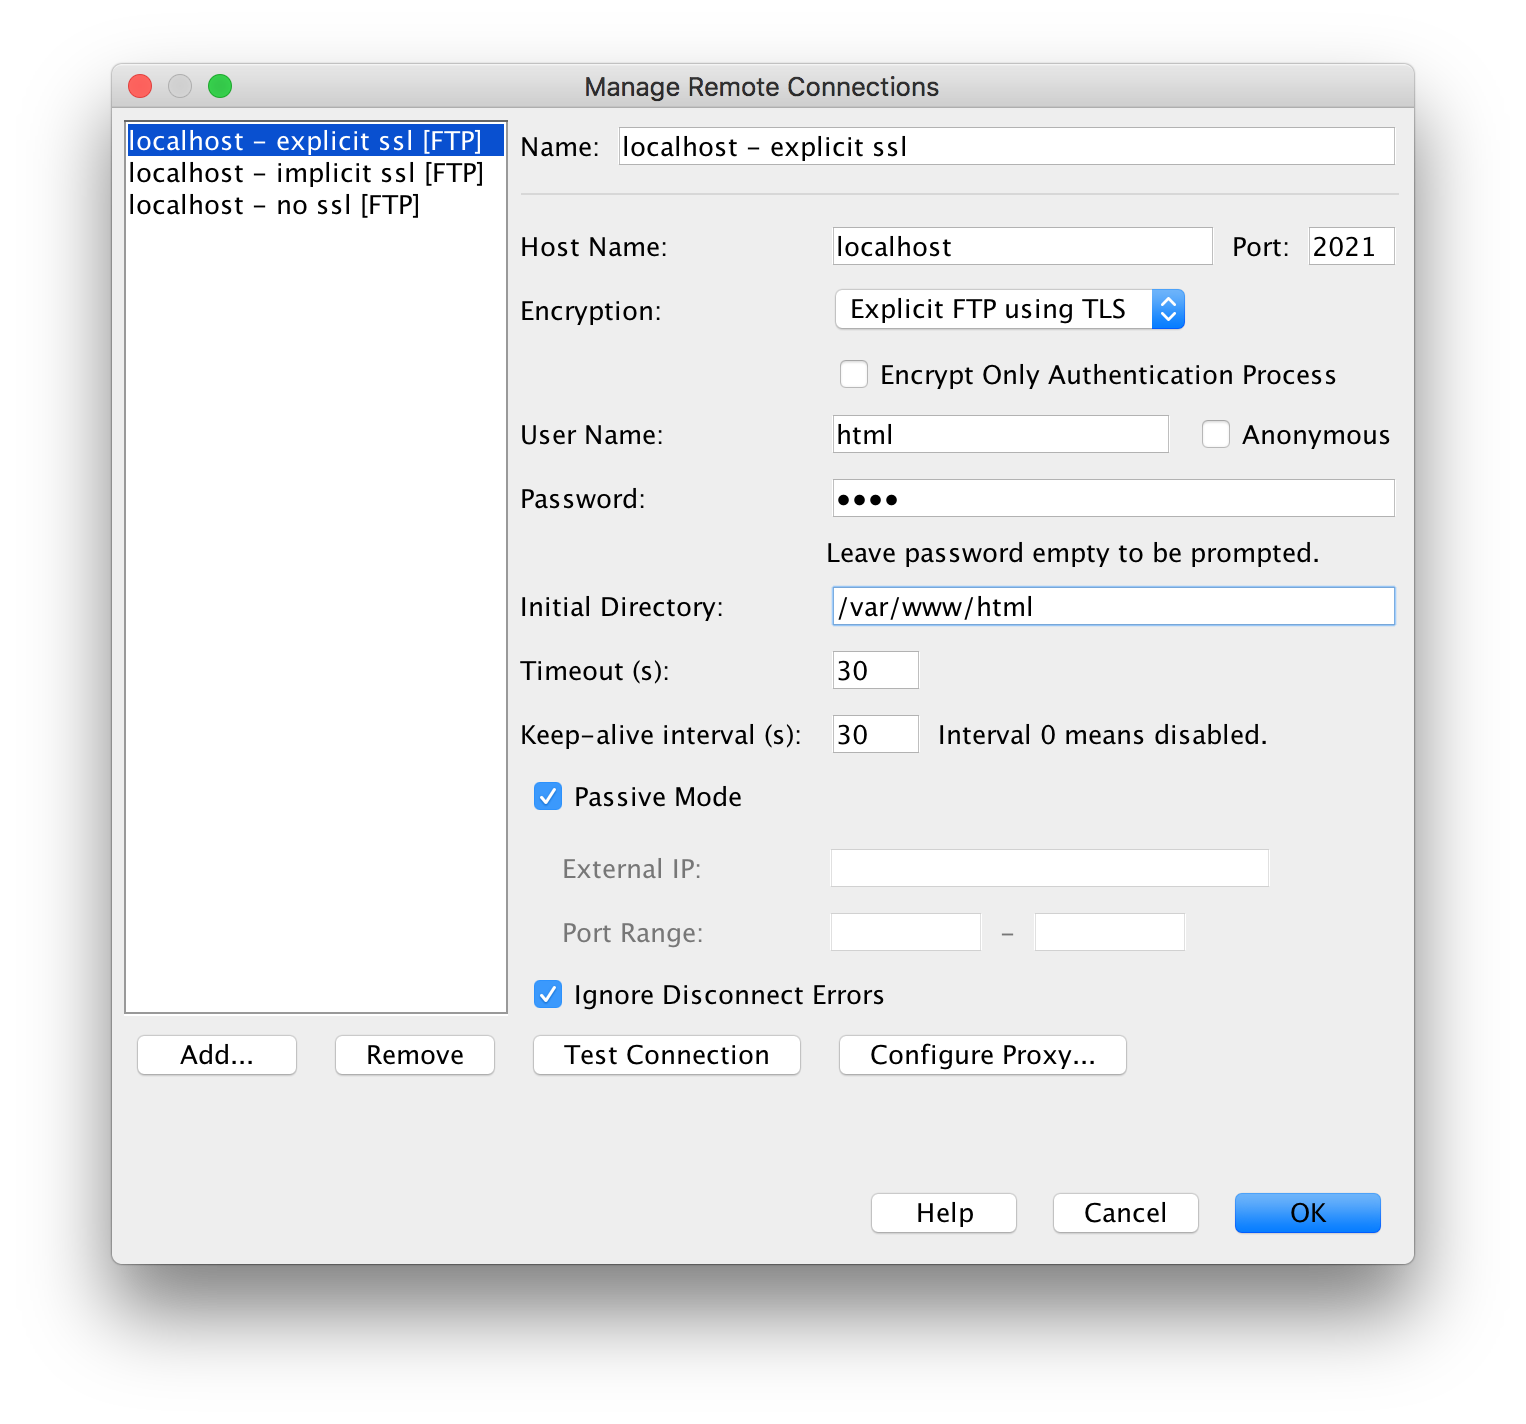 Manage Remote Connections
localhost – explicit ssl [FTP]
localhost – implicit ssl [FTP]
localhost – no ssl [FTP]
Name: localhost – explicit ssl
Host Name: localhost Port: 2021
Encryption: Explicit FTP using TLS
Encrypt Only Authentication Process
User Name: html Anonymous
Password: ●●●●
Leave password empty to be prompted.
Initial Directory: /var/www/html
Timeout (s): 30
Keep–alive interval (s): 30 Interval 0 means disabled.
Passive Mode
External IP:
Port Range: –
Ignore Disconnect Errors
Add... Remove Test Connection Configure Proxy...
Help Cancel OK